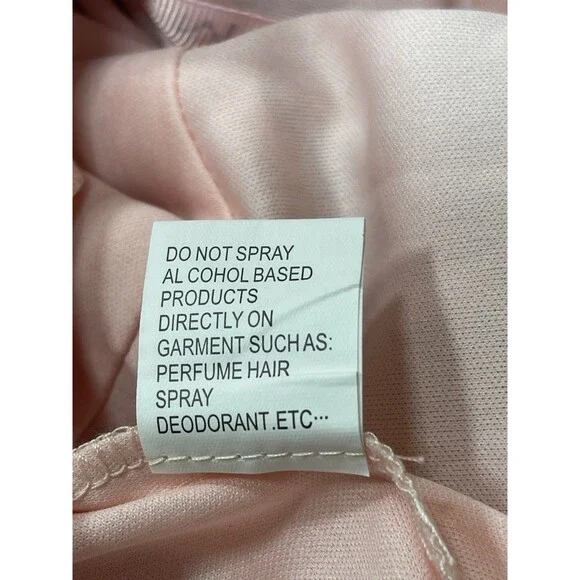 DO NOT SPRAY
AL COHOL BASED
PRODUCTS
DIRECTLY ON
GARMENT SUCH AS:
PERFUME HAIR
SPRAY
DEODORANT.ETC···